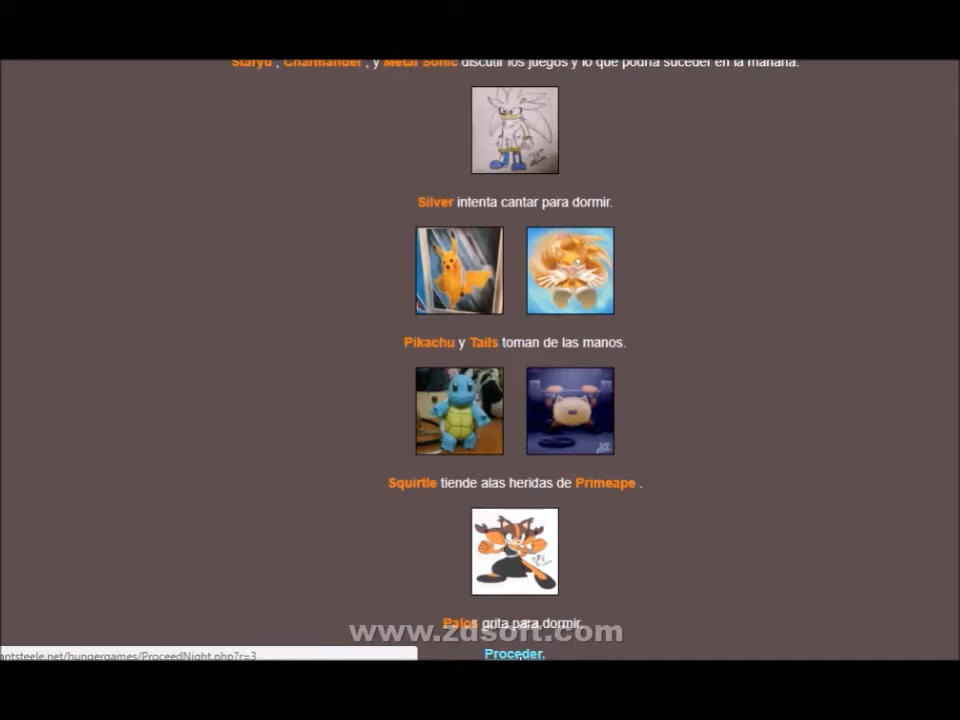 Staryu , Charmander , y Metal Sonic discutir los juegos y lo que podría suceder en la mañana.
Silver intenta cantar para dormir.
Pikachu y Tails toman de las manos.
Squirtle tiende alas heridas de Primeape .
Palos grita para dormir.
www.zdsoft.com
antsteele.net/hungergames/ProceedNight.php?r=3
Proceder.